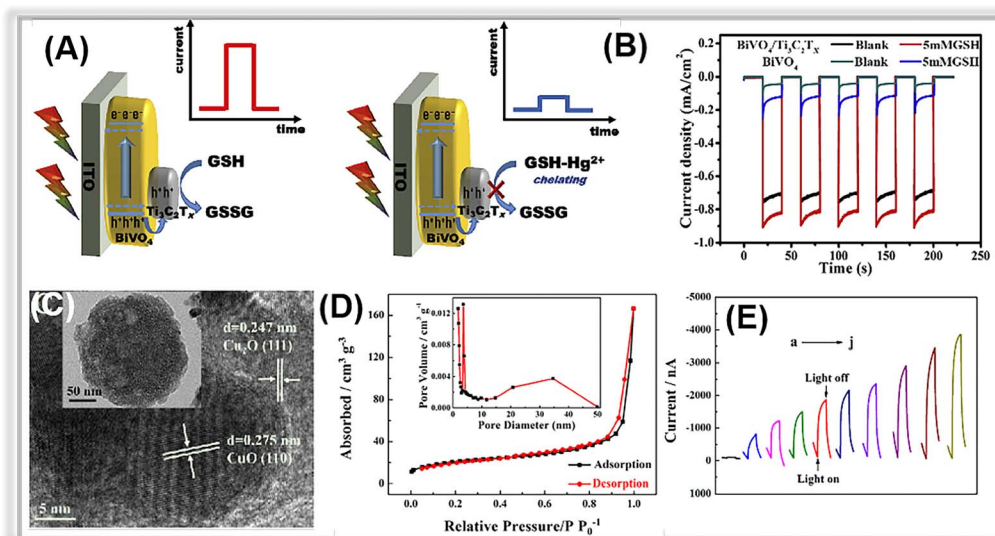 (A)
current
time
ITO
e⁻e⁻e⁻
h⁺h⁺
h⁺h⁺h⁺
Ti₃C₂Tₓ
BiVO₄
GSH
GSSG
current
time
ITO
e⁻e⁻e⁻
h⁺h⁺
h⁺h⁺h⁺
Ti₃C₂Tₓ
BiVO₄
GSH-Hg²⁺
chelating
GSSG
(B)
BiVO₄/Ti₃C₂Tₓ Blank 5mMGSH
BiVO₄ Blank 5mMGSH
0.2
0.0
-0.2
-0.4
-0.6
-0.8
-1.0
Current density (mA/cm²)
0 50 100 150 200 250
Time (s)
(C)
50 nm
d=0.247 nm
Cu₂O (111)
d=0.275 nm
CuO (110)
5 nm
(D)
160
120
80
40
0
Absorbed / cm³ g⁻³
0.0 0.2 0.4 0.6 0.8 1.0
Relative Pressure/P P₀⁻¹
Pore Volume / cm³ g⁻¹
0.012
0.008
0.004
0.000
0 10 20 30 40 50
Pore Diameter / nm
Adsorption
Desorption
(E)
-5000
-4000
-3000
-2000
-1000
0
1000
Current / nA
a j
Light off
Light on